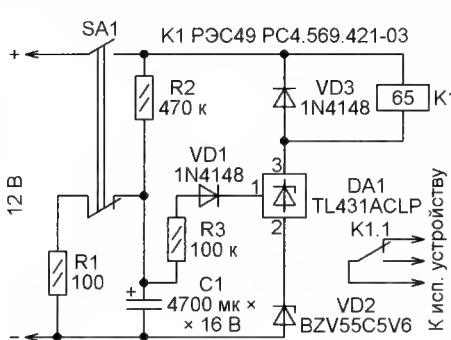 SA1
К1 РЭС49 РС4.569.421-03
+
R2
470 к
VD3
1N4148
65
K1
VD1
1N4148
12 В
3
1
2
DA1
TL431ACLP
R3
100 к
K1.1
R1
100
+
C1
4700 мк ×
× 16 В
VD2
BZV55C5V6
К исп. устройству
−